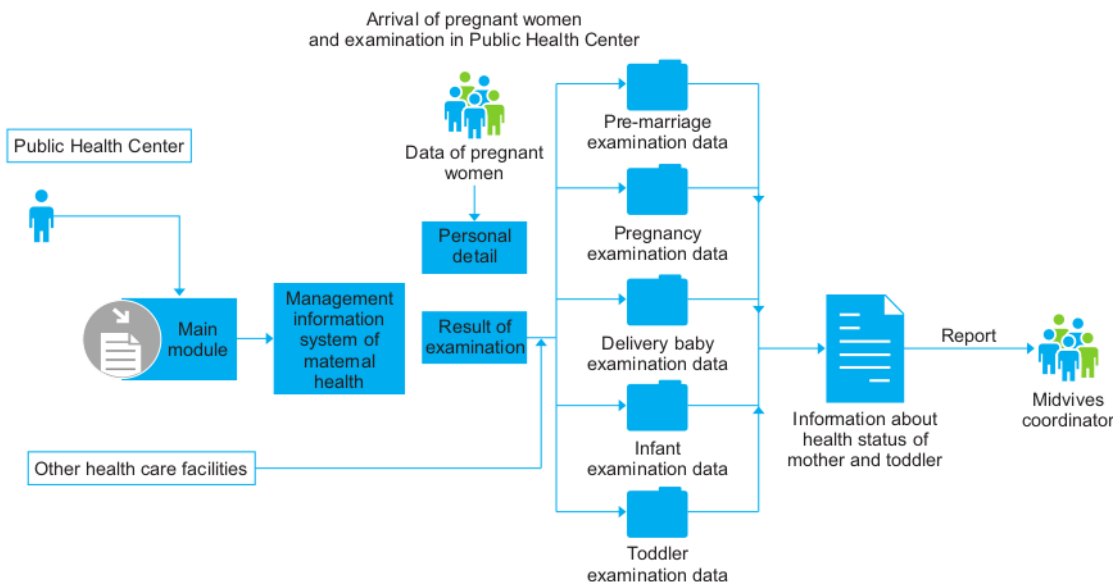 Arrival of pregnant women
and examination in Public Health Center
Public Health Center
Data of pregnant
women
Personal
detail
Main
module
Management
information
system of
maternal
health
Result of
examination
Other health care facilities
Pre-marriage
examination data
Pregnancy
examination data
Delivery baby
examination data
Infant
examination data
Toddler
examination data
Information about
health status of
mother and toddler
Report
Midvives
coordinator